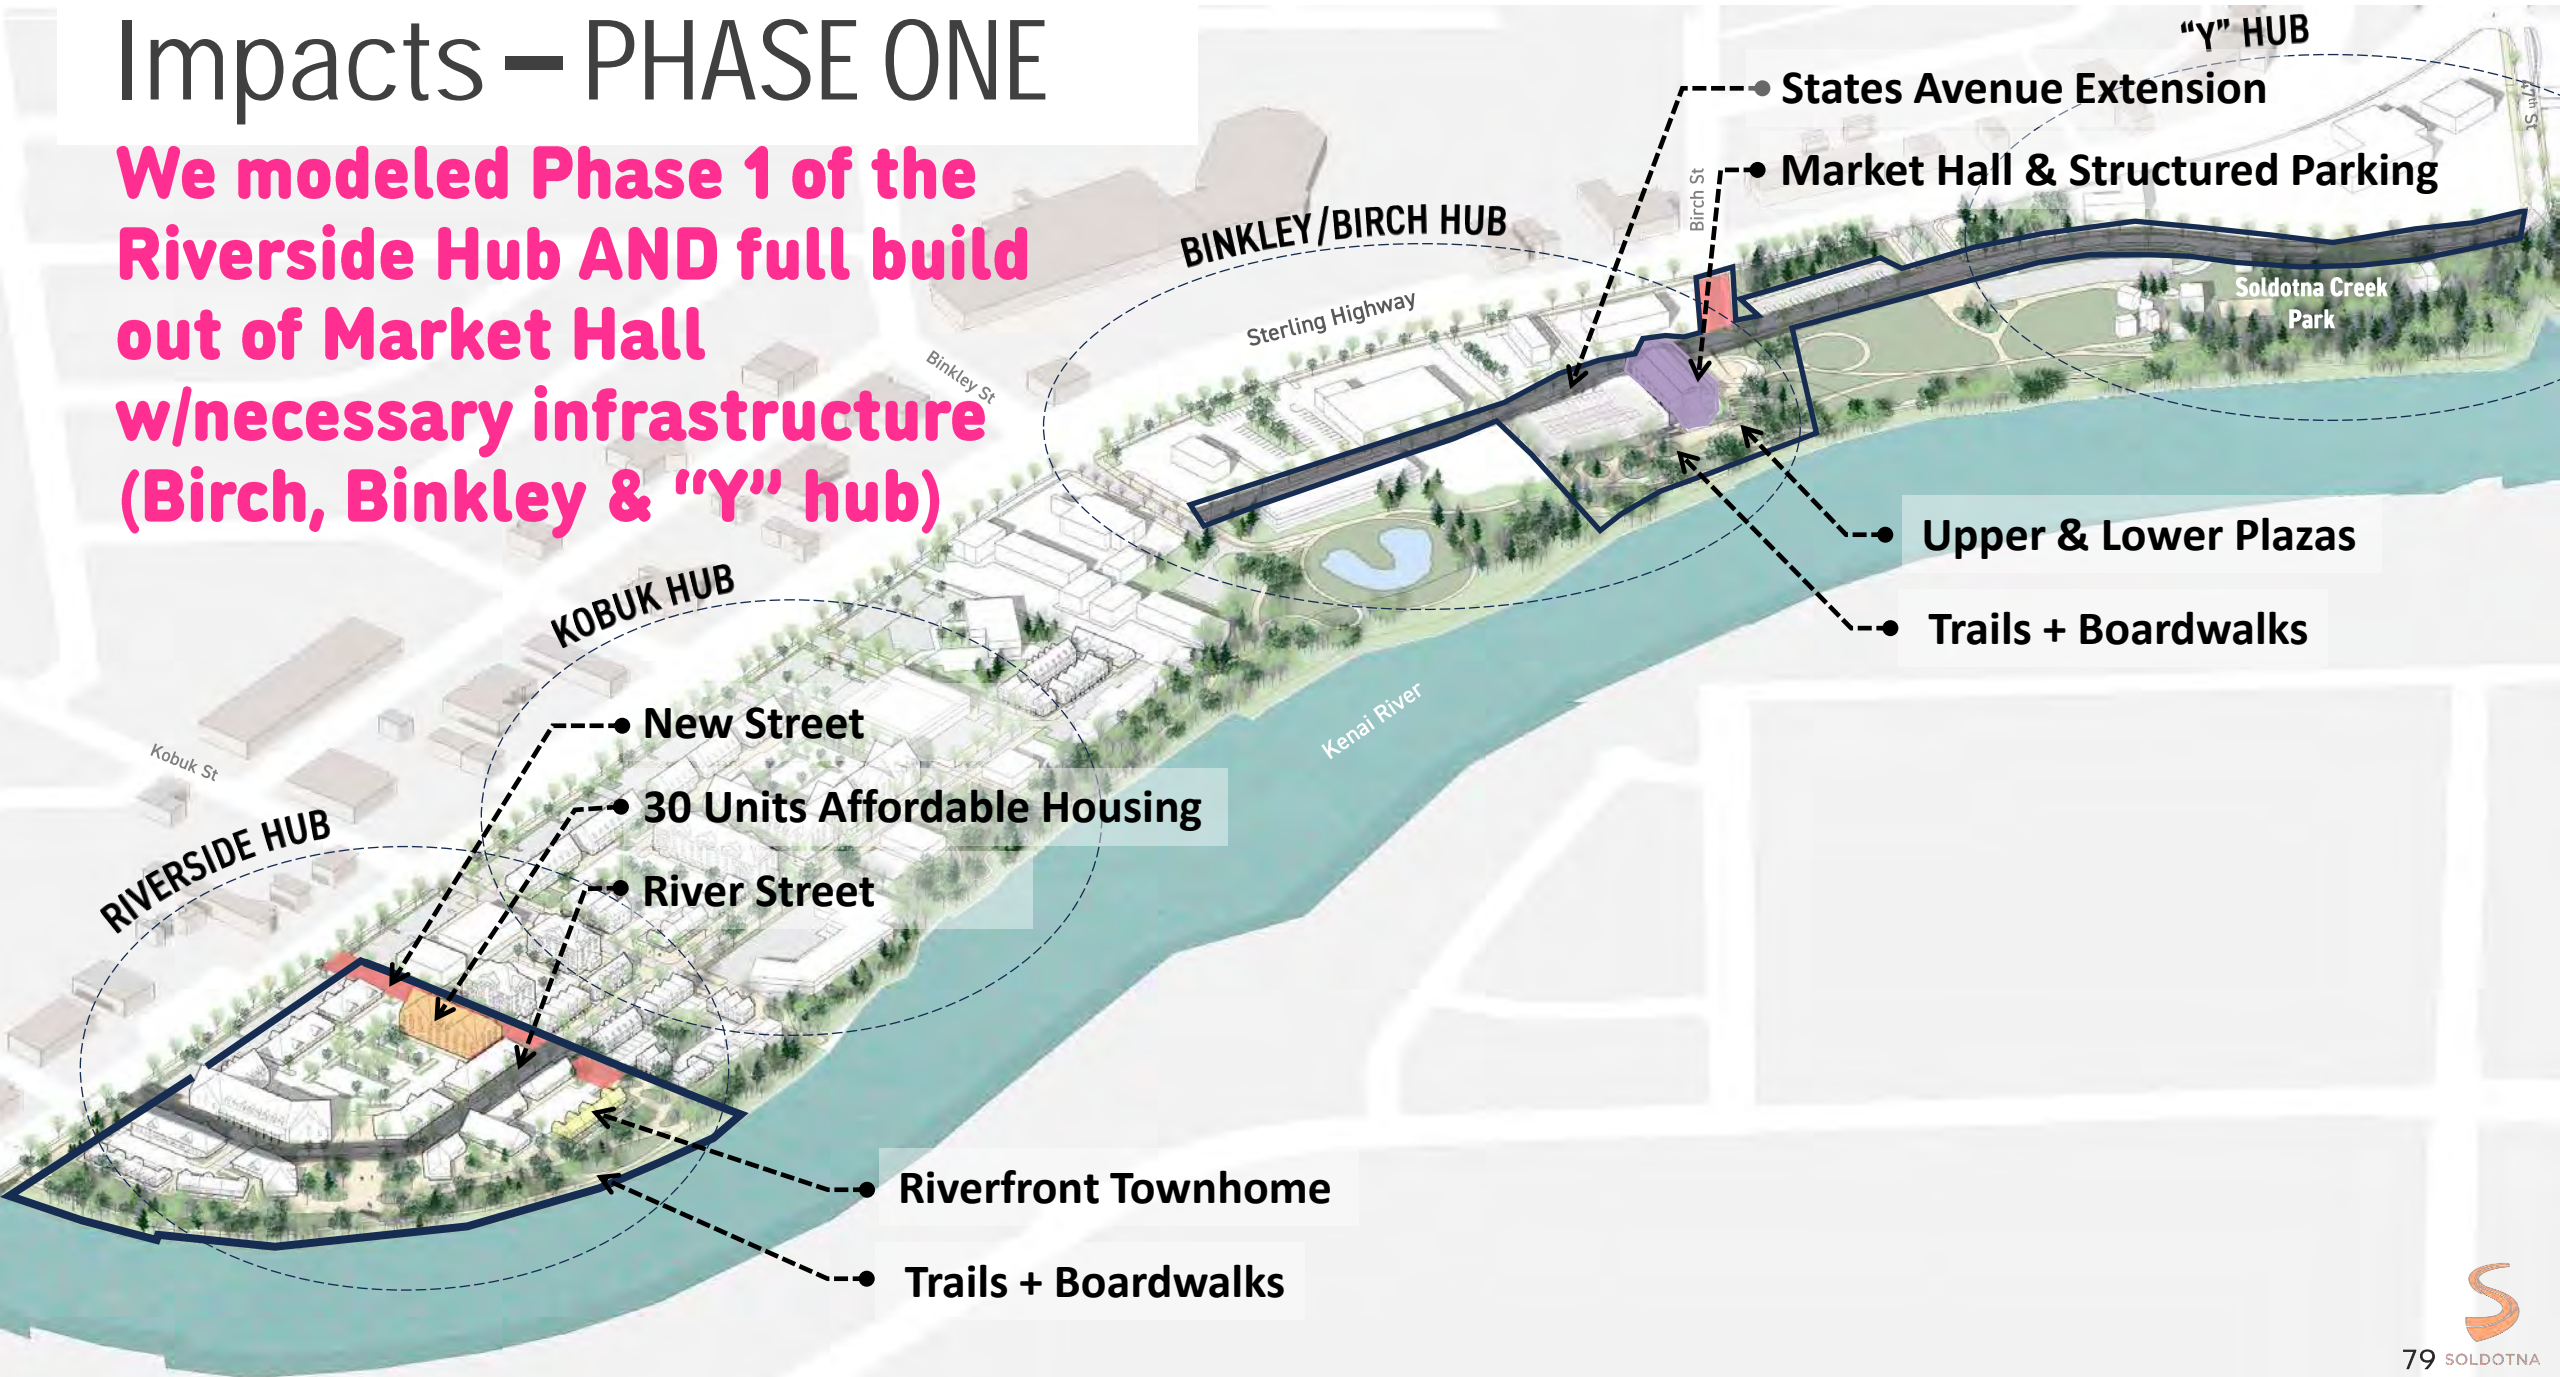 Impacts – PHASE ONE
We modeled Phase 1 of the
Riverside Hub AND full build
out of Market Hall
w/necessary infrastructure
(Birch, Binkley & “Y” hub)
“Y” HUB
47th St
States Avenue Extension
Market Hall & Structured Parking
Birch St
BINKLEY/BIRCH HUB
Sterling Highway
Binkley St
Soldotna Creek
Park
Upper & Lower Plazas
Trails + Boardwalks
KOBUK HUB
Kenai River
New Street
30 Units Affordable Housing
River Street
Kobuk St
RIVERSIDE HUB
Riverfront Townhome
Trails + Boardwalks
79 SOLDOTNA